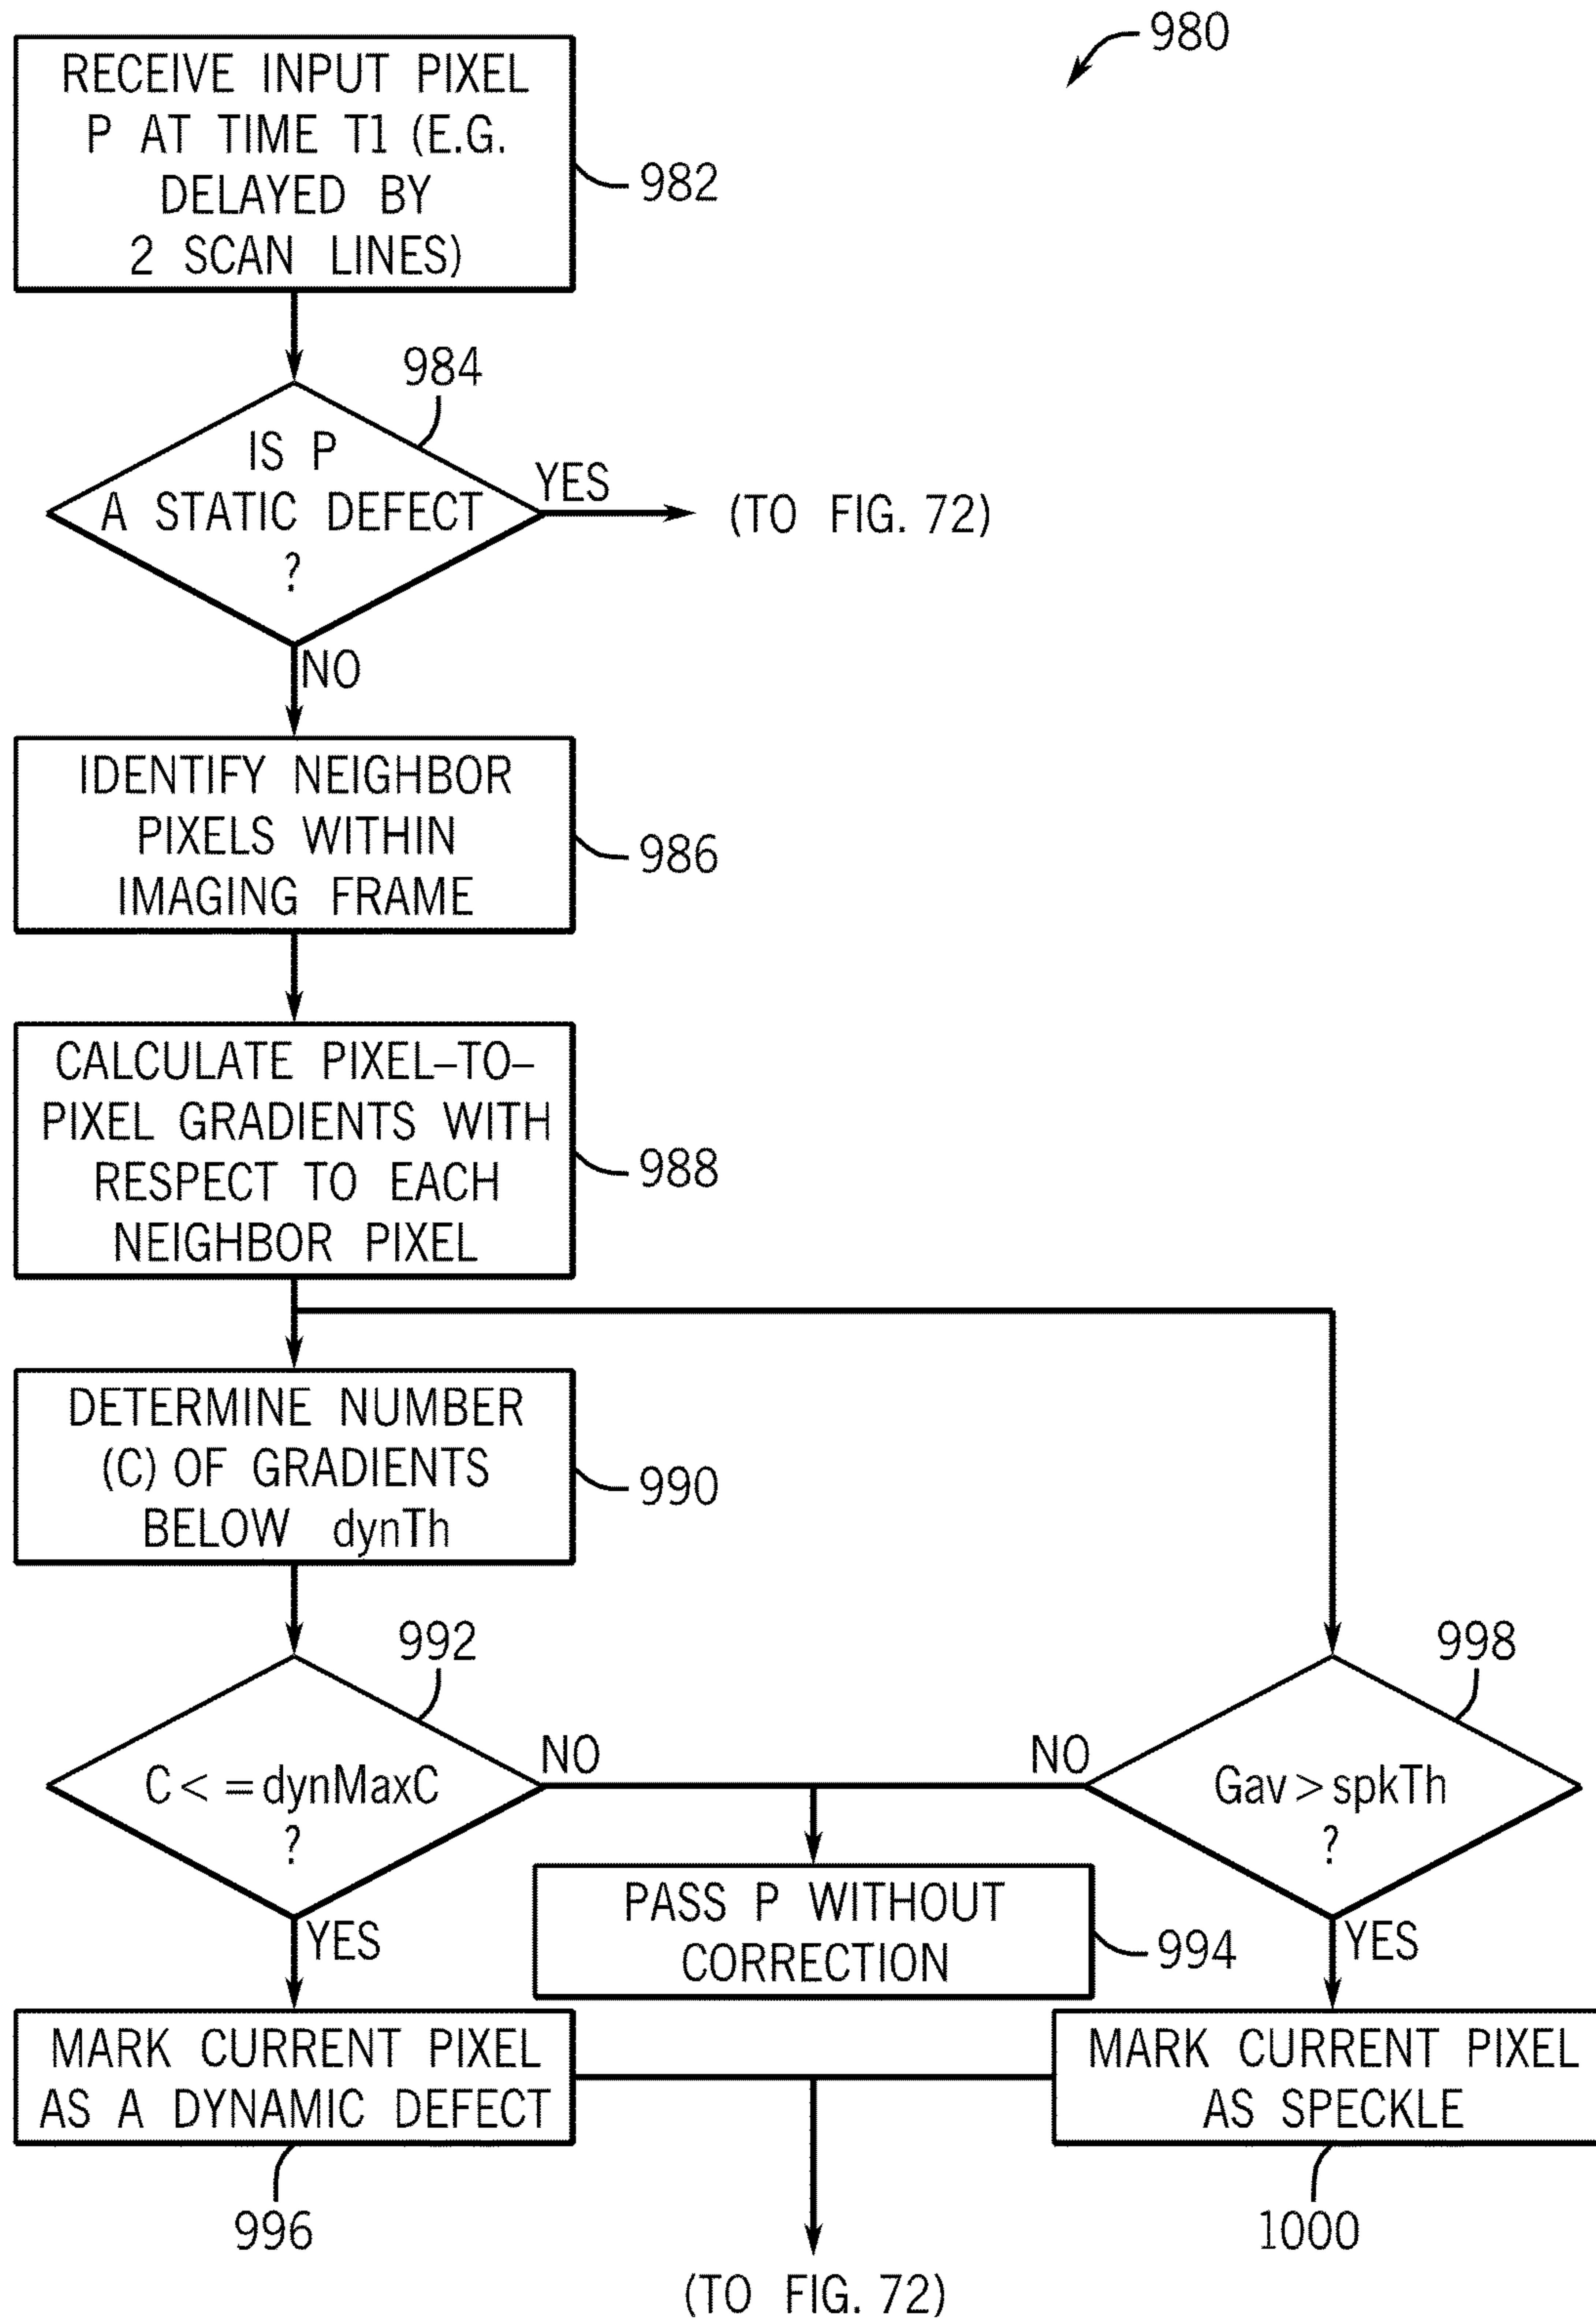 980
RECEIVE INPUT PIXEL
P AT TIME T1 (E.G.
DELAYED BY
2 SCAN LINES)
982
984
IS P
A STATIC DEFECT
?
YES
(TO FIG. 72)
NO
IDENTIFY NEIGHBOR
PIXELS WITHIN
IMAGING FRAME
986
CALCULATE PIXEL–TO–
PIXEL GRADIENTS WITH
RESPECT TO EACH
NEIGHBOR PIXEL
988
DETERMINE NUMBER
(C) OF GRADIENTS
BELOW dynTh
990
992
C < = dynMaxC
?
NO
YES
998
Gav > spkTh
?
NO
YES
PASS P WITHOUT
CORRECTION
994
MARK CURRENT PIXEL
AS A DYNAMIC DEFECT
996
MARK CURRENT PIXEL
AS SPECKLE
1000
(TO FIG. 72)